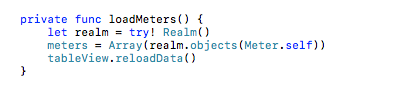 private func loadMeters() {
    let realm = try! Realm()
    meters = Array(realm.objects(Meter.self))
    tableView.reloadData()
}